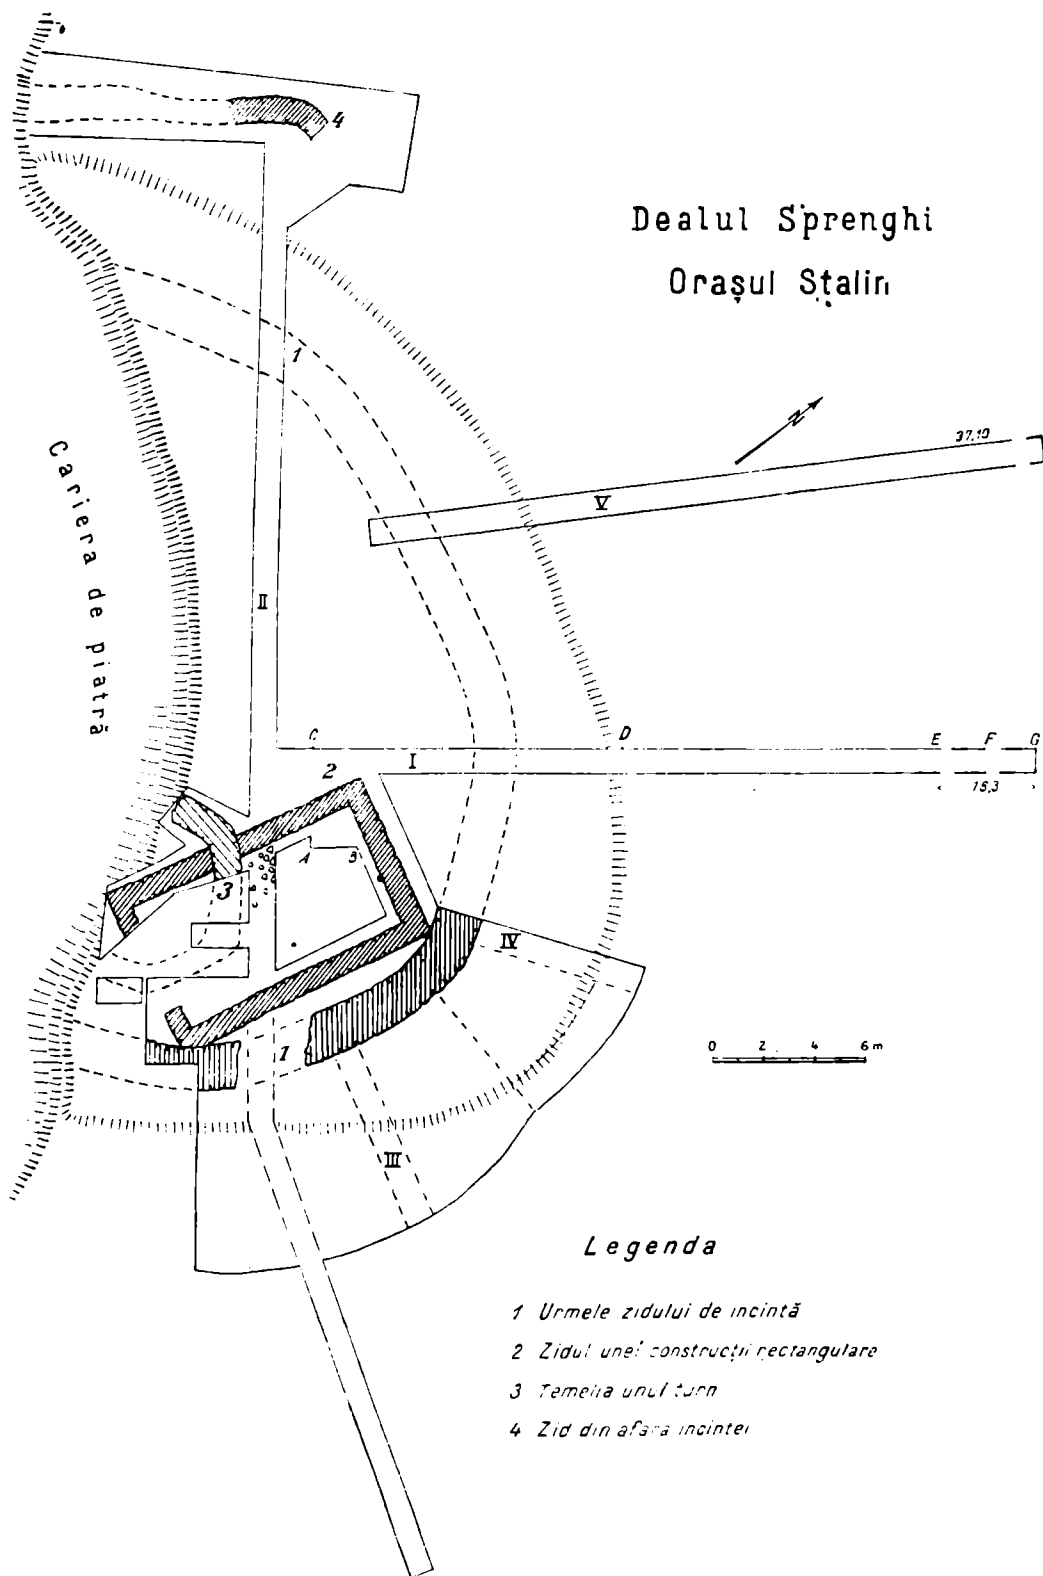 4
Dealul Sprenghi
Orașul Stalin
1
N
37,10
V
Cariera de piatră
II
C
D
E
F
G
I
2
15,3
A
B
3
IV
0 2 4 6 m
1
III
Legenda
1 Urmele zidului de incintă
2 Zidul unei construcții rectangulare
3 Temelia unui turn
4 Zid din afara incintei